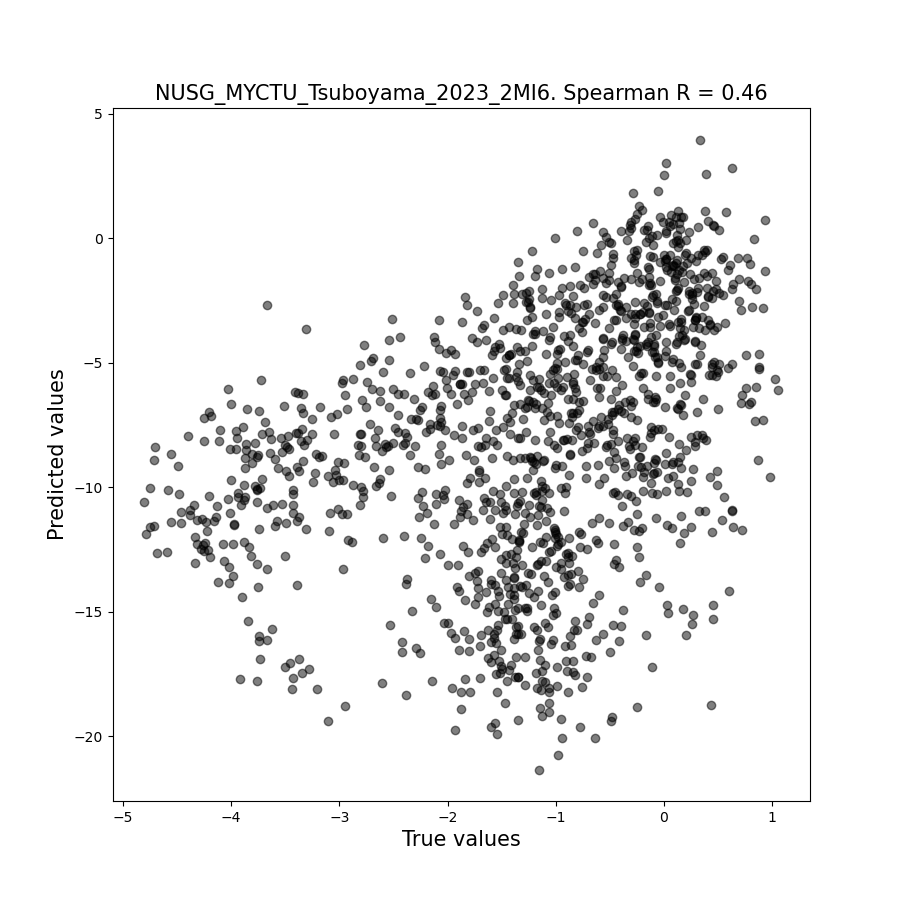 NUSG_MYCTU_Tsuboyama_2023_2MI6. Spearman R = 0.46
5
0
−5
−10
−15
−20
Predicted values
−5 −4 −3 −2 −1 0 1
True values